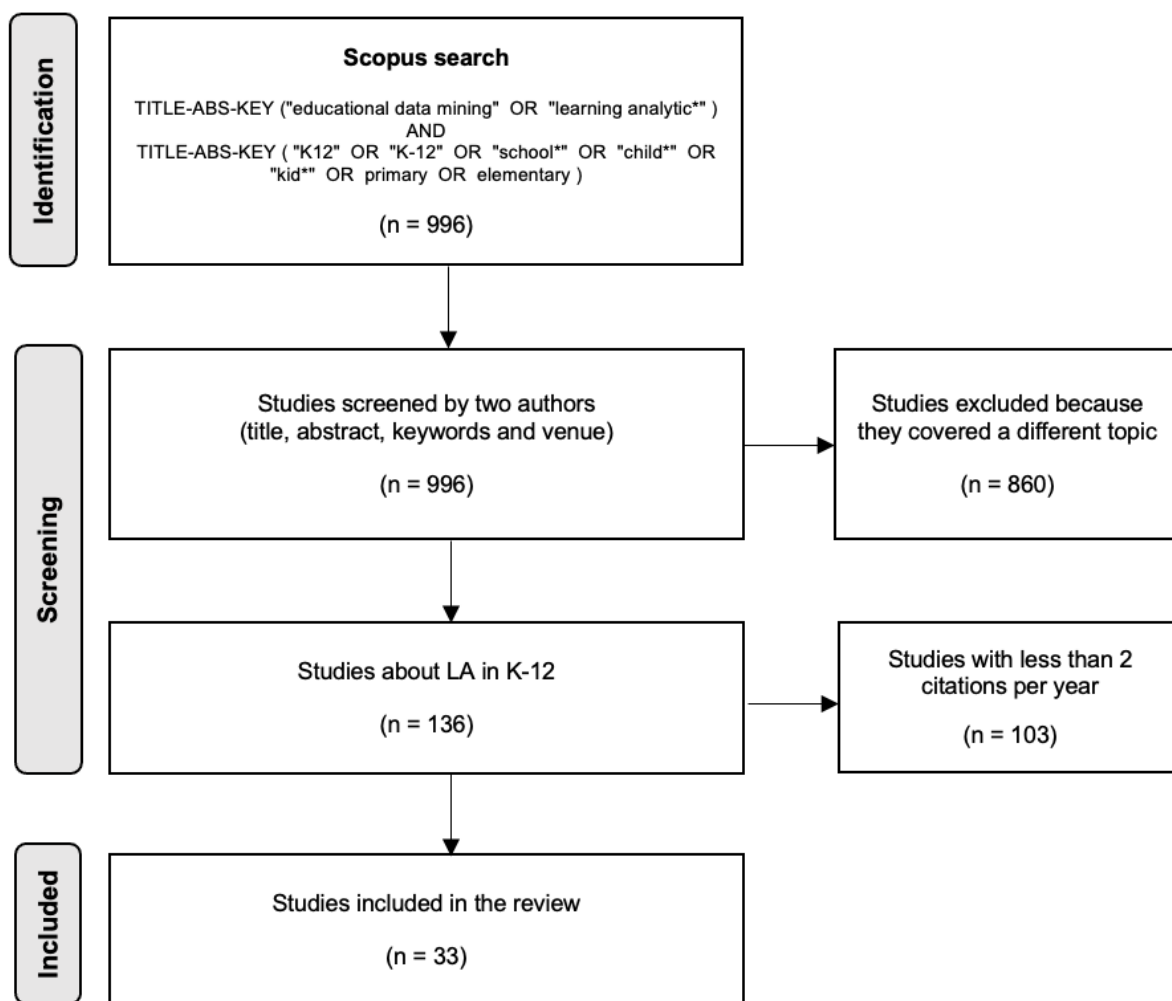 Identification
Scopus search
TITLE-ABS-KEY ("educational data mining" OR "learning analytic*" )
AND
TITLE-ABS-KEY ( "K12" OR "K-12" OR "school*" OR "child*" OR
"kid*" OR primary OR elementary )
(n = 996)
Screening
Studies screened by two authors
(title, abstract, keywords and venue)
(n = 996)
Studies excluded because
they covered a different topic
(n = 860)
Studies about LA in K-12
(n = 136)
Studies with less than 2
citations per year
(n = 103)
Included
Studies included in the review
(n = 33)